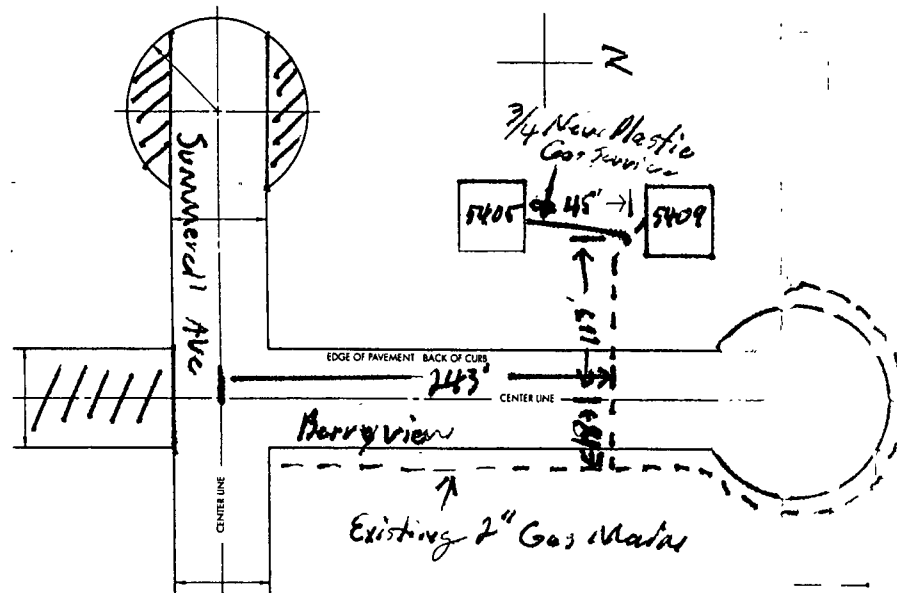 N
3/4 New Plastic
Gas Service
5405
45'
5409
Summerall Ave
EDGE OF PAVEMENT BACK OF CURB
243'
CENTER LINE
Berryview
CENTER LINE
Existing 2" Gas Main